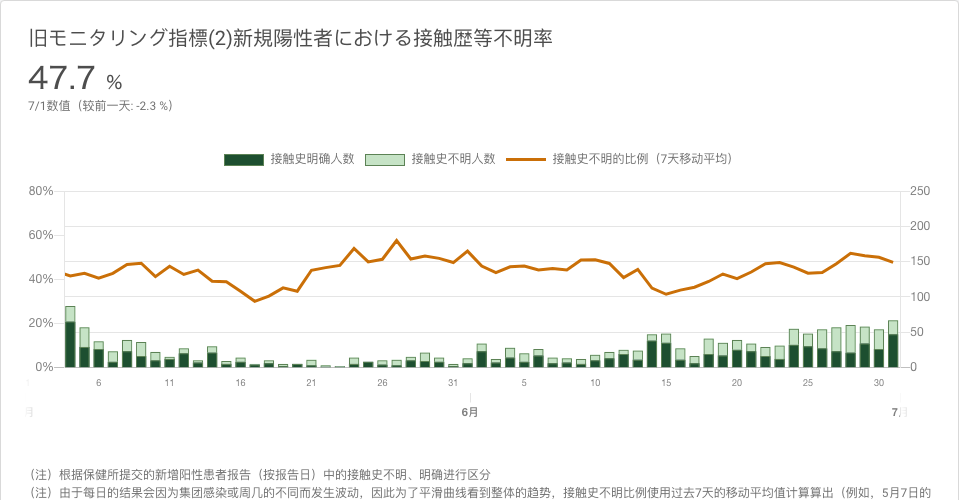 旧モニタリング指標(2)新規陽性者における接触歴等不明率
47.7 %
7/1数值（较前一天: -2.3 %）
接触史明确人数 接触史不明人数 接触史不明的比例（7天移动平均）
80% 250
200
60%
150
40%
100
20%
50
0% 0
6 11 16 21 26 31 5 10 15 20 25 30
月 6月 7月
（注）根据保健所提交的新增阳性患者报告（按报告日）中的接触史不明、明确进行区分
（注）由于每日的结果会因为集团感染或周几的不同而发生波动，因此为了平滑曲线看到整体的趋势，接触史不明比例使用过去7天的移动平均值计算算出（例如，5月7日的